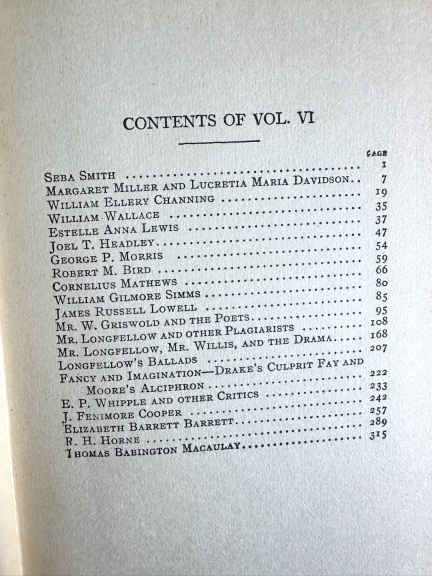 CONTENTS OF VOL. VI
PAGE
SEBA SMITH .................................... 1
MARGARET MILLER AND LUCRETIA MARIA DAVIDSON.. 7
WILLIAM ELLERY CHANNING ...................... 19
WILLIAM WALLACE .............................. 35
ESTELLE ANNA LEWIS ........................... 37
JOEL T. HEADLEY............................... 47
GEORGE P. MORRIS ............................. 54
ROBERT M. BIRD ............................... 59
CORNELIUS MATHEWS ............................ 66
WILLIAM GILMORE SIMMS ........................ 80
JAMES RUSSELL LOWELL ......................... 85
MR. W. GRISWOLD AND THE POETS................. 95
MR. LONGFELLOW AND OTHER PLAGIARISTS ......... 108
MR. LONGFELLOW, MR. WILLIS, AND THE DRAMA..... 168
LONGFELLOW'S BALLADS ......................... 207
FANCY AND IMAGINATION—DRAKE'S CULPRIT FAY AND
MOORE'S ALCIPHRON ............................ 222
E. P. WHIPPLE AND OTHER CRITICS .............. 233
J. FENIMORE COOPER ........................... 242
ELIZABETH BARRETT BARRETT..................... 257
R. H. HORNE .................................. 289
THOMAS BABINGTON MACAULAY..................... 315